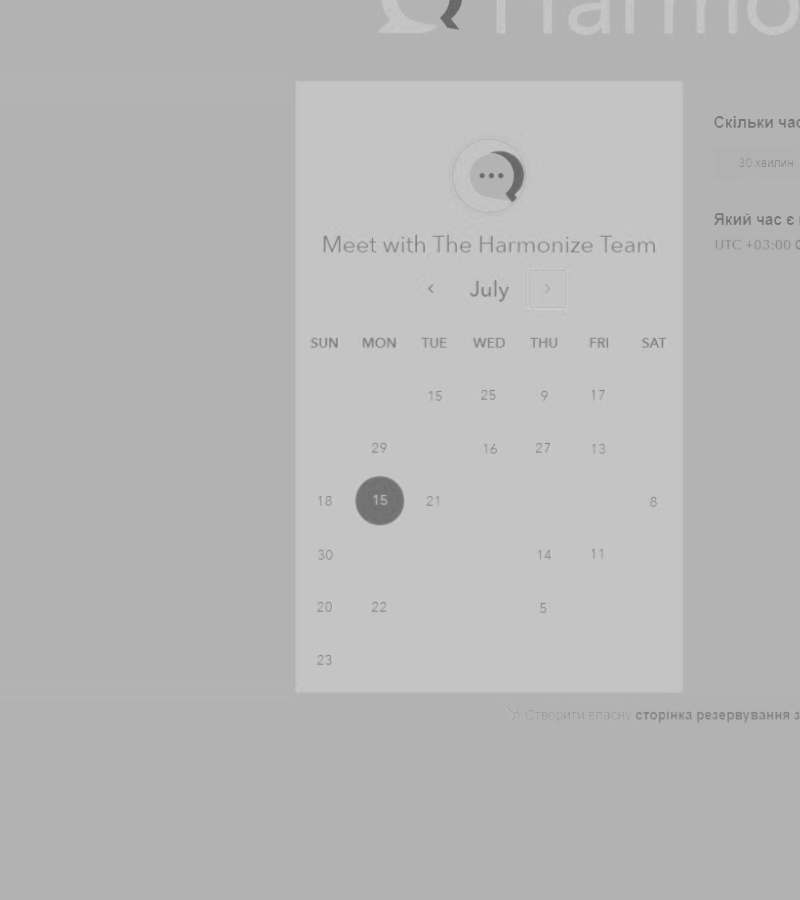 Harmo
Meet with The Harmonize Team
‹ July ›
SUN MON TUE WED THU FRI SAT
15 25 9 17
29 16 27 13
18 15 21 8
30 14 11
20 22 5
23
Скільки час
30 хвилин
Який час є
UTC +03:00
Створити власну сторінка резервування з